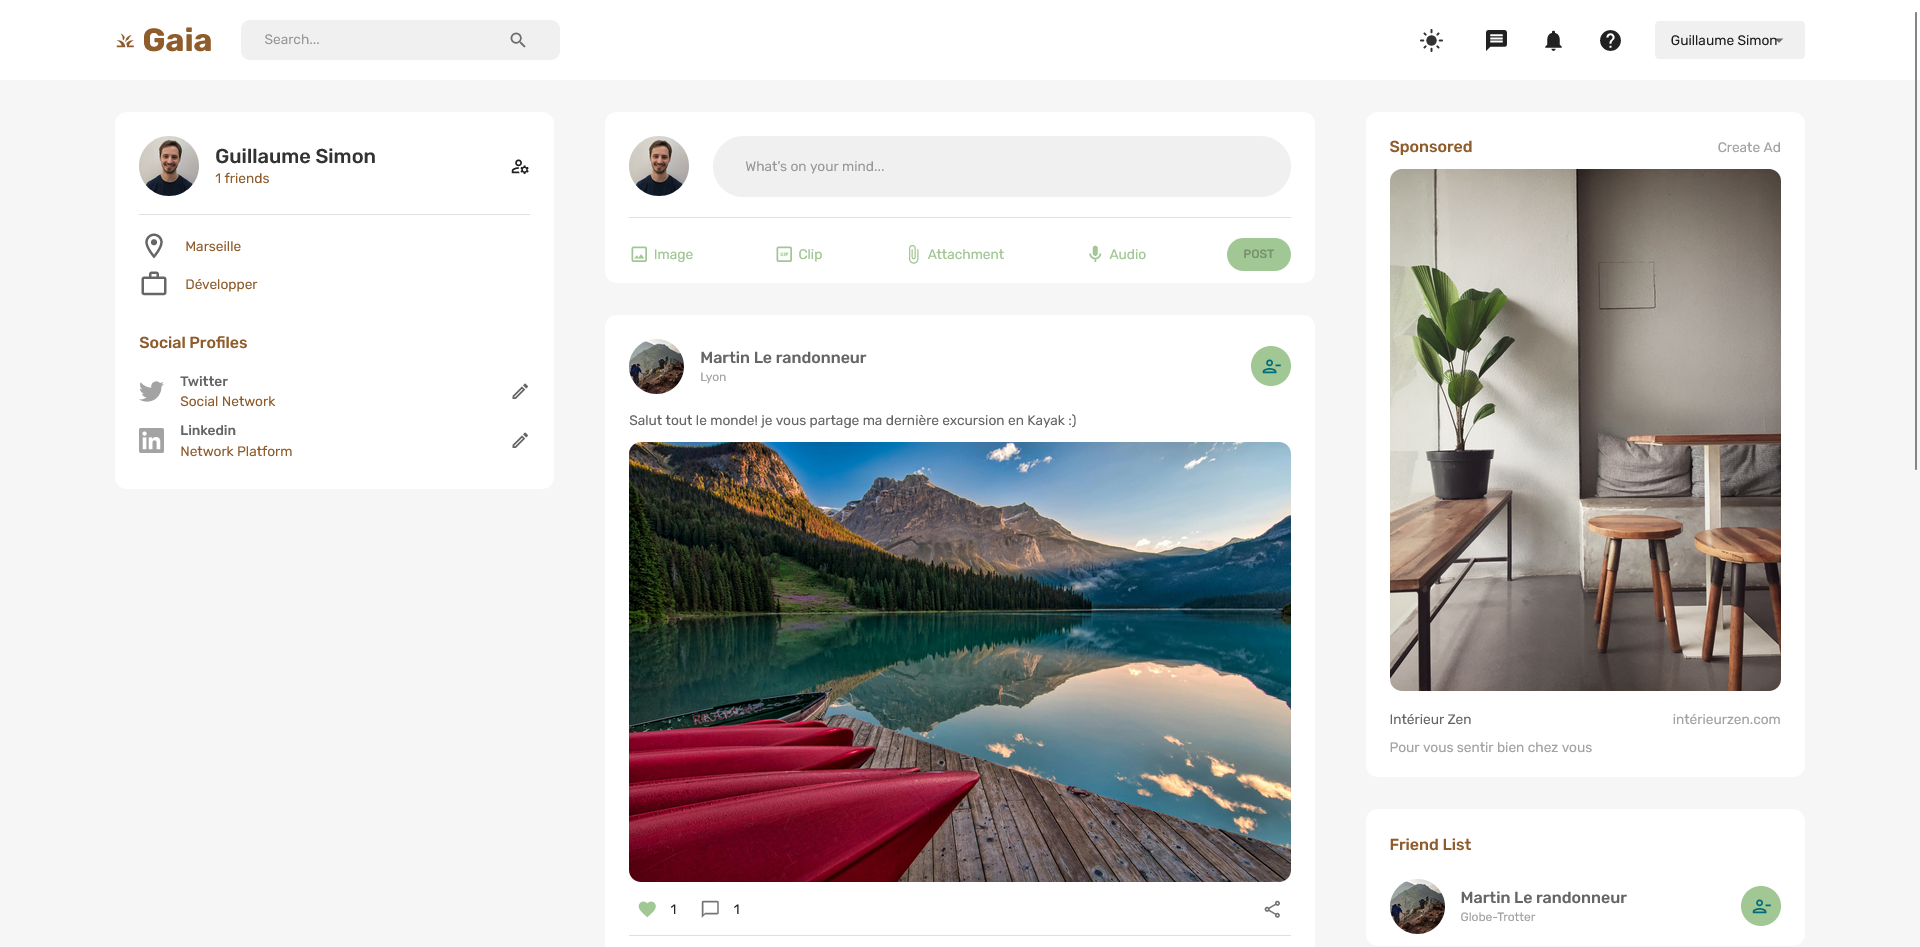 Gaia
Search...
Guillaume Simon
Guillaume Simon
1 friends
Marseille
Développer
Social Profiles
Twitter
Social Network
Linkedin
Network Platform
What's on your mind...
Image
Clip
Attachment
Audio
POST
Martin Le randonneur
Lyon
Salut tout le monde! je vous partage ma dernière excursion en Kayak :)
1
1
Sponsored
Create Ad
Intérieur Zen
intérieurzen.com
Pour vous sentir bien chez vous
Friend List
Martin Le randonneur
Globe-Trotter